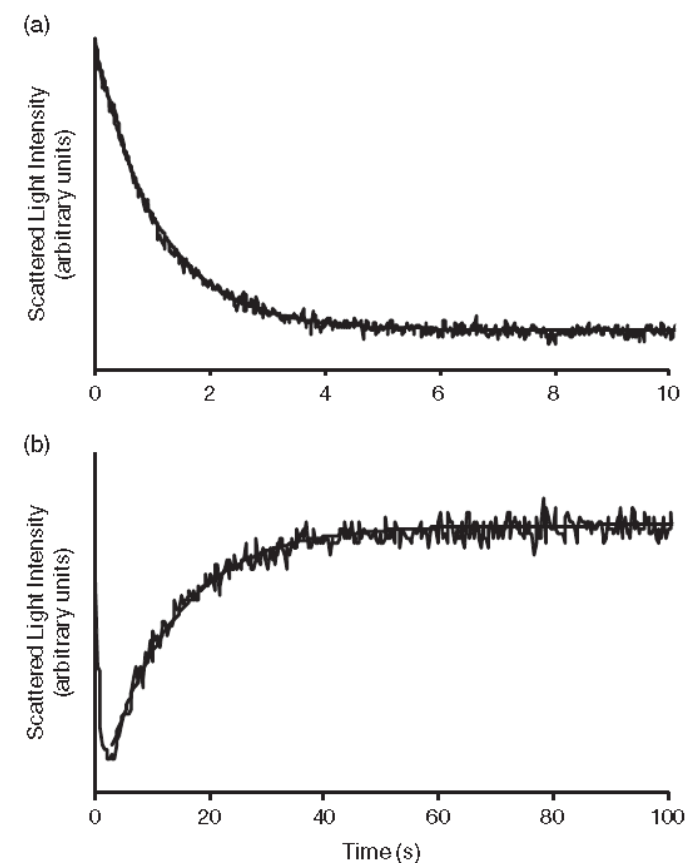 (a)
Scattered Light Intensity
(arbitrary units)
0 2 4 6 8 10
(b)
Scattered Light Intensity
(arbitrary units)
0 20 40 60 80 100
Time (s)